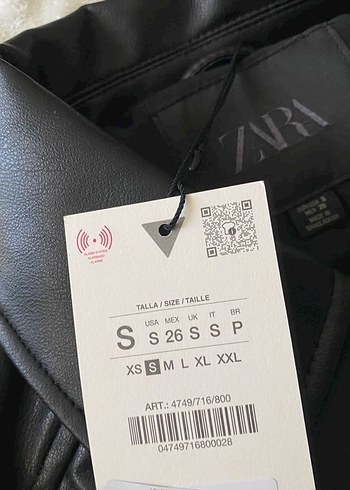 ZARA
TALLA / SIZE / TAILLE
USA MEX UK IT BR
S S 26 S S P
XS S M L XL XXL
ART.: 4749/716/800
04749716800028